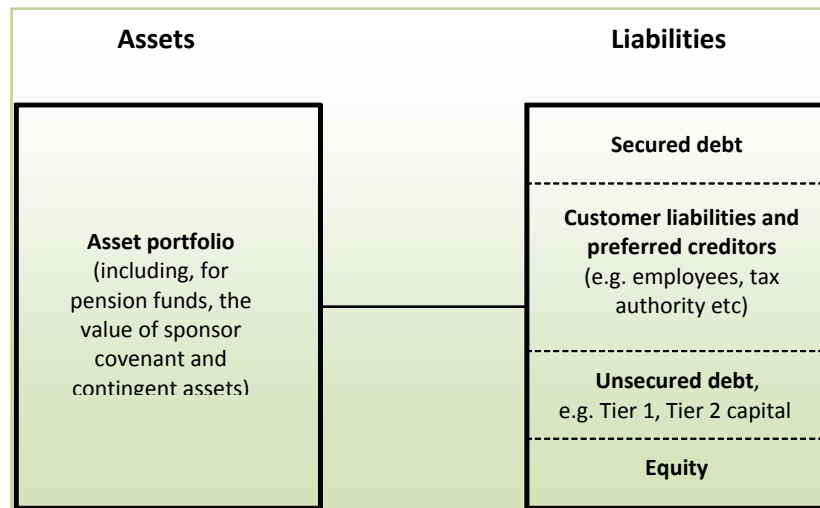 Assets
Liabilities
Asset portfolio
(including, for
pension funds, the
value of sponsor
covenant and
contingent assets)
Secured debt
Customer liabilities and
preferred creditors
(e.g. employees, tax
authority etc)
Unsecured debt,
e.g. Tier 1, Tier 2 capital
Equity